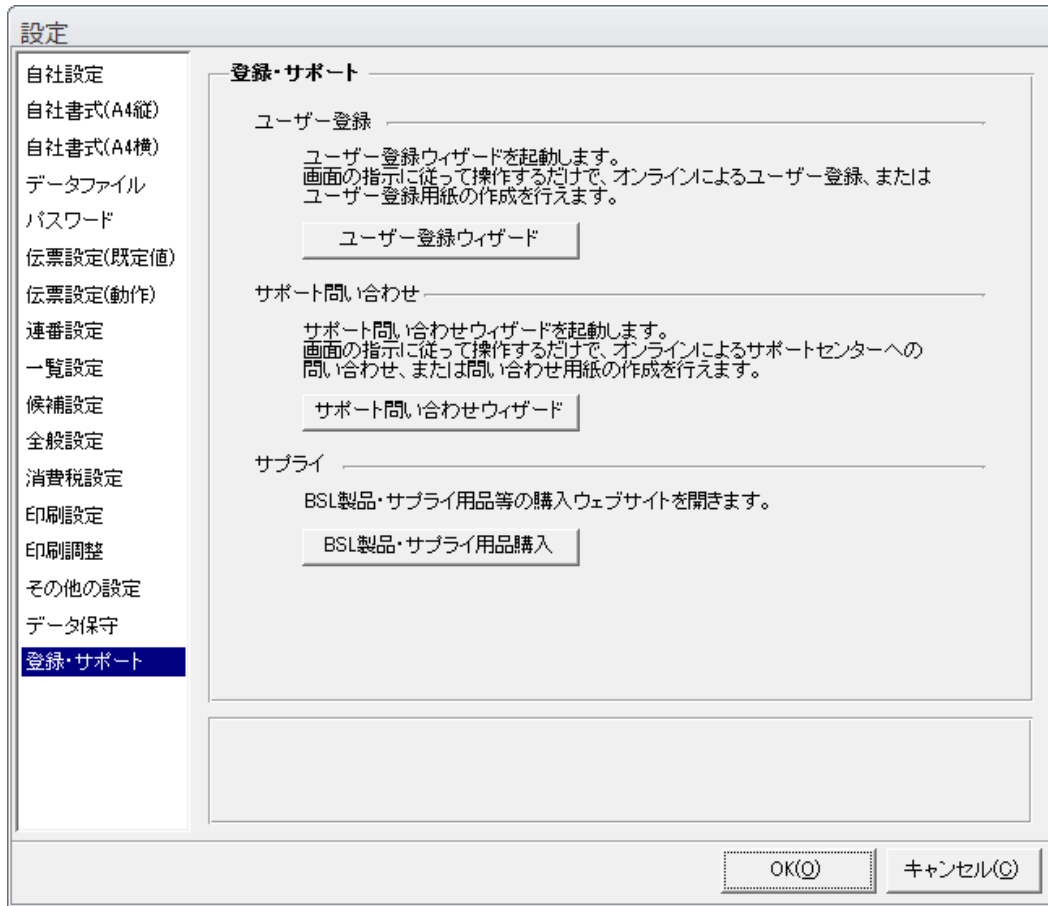 設定
自社設定
自社書式(A4縦)
自社書式(A4横)
データファイル
パスワード
伝票設定(既定値)
伝票設定(動作)
連番設定
一覧設定
候補設定
全般設定
消費税設定
印刷設定
印刷調整
その他の設定
データ保守
登録・サポート
登録・サポート
ユーザー登録
ユーザー登録ウィザードを起動します。
画面の指示に従って操作するだけで、オンラインによるユーザー登録、または
ユーザー登録用紙の作成を行えます。
ユーザー登録ウィザード
サポート問い合わせ
サポート問い合わせウィザードを起動します。
画面の指示に従って操作するだけで、オンラインによるサポートセンターへの
問い合わせ、または問い合わせ用紙の作成を行えます。
サポート問い合わせウィザード
サプライ
BSL製品・サプライ用品等の購入ウェブサイトを開きます。
BSL製品・サプライ用品購入
OK(O)
キャンセル(C)